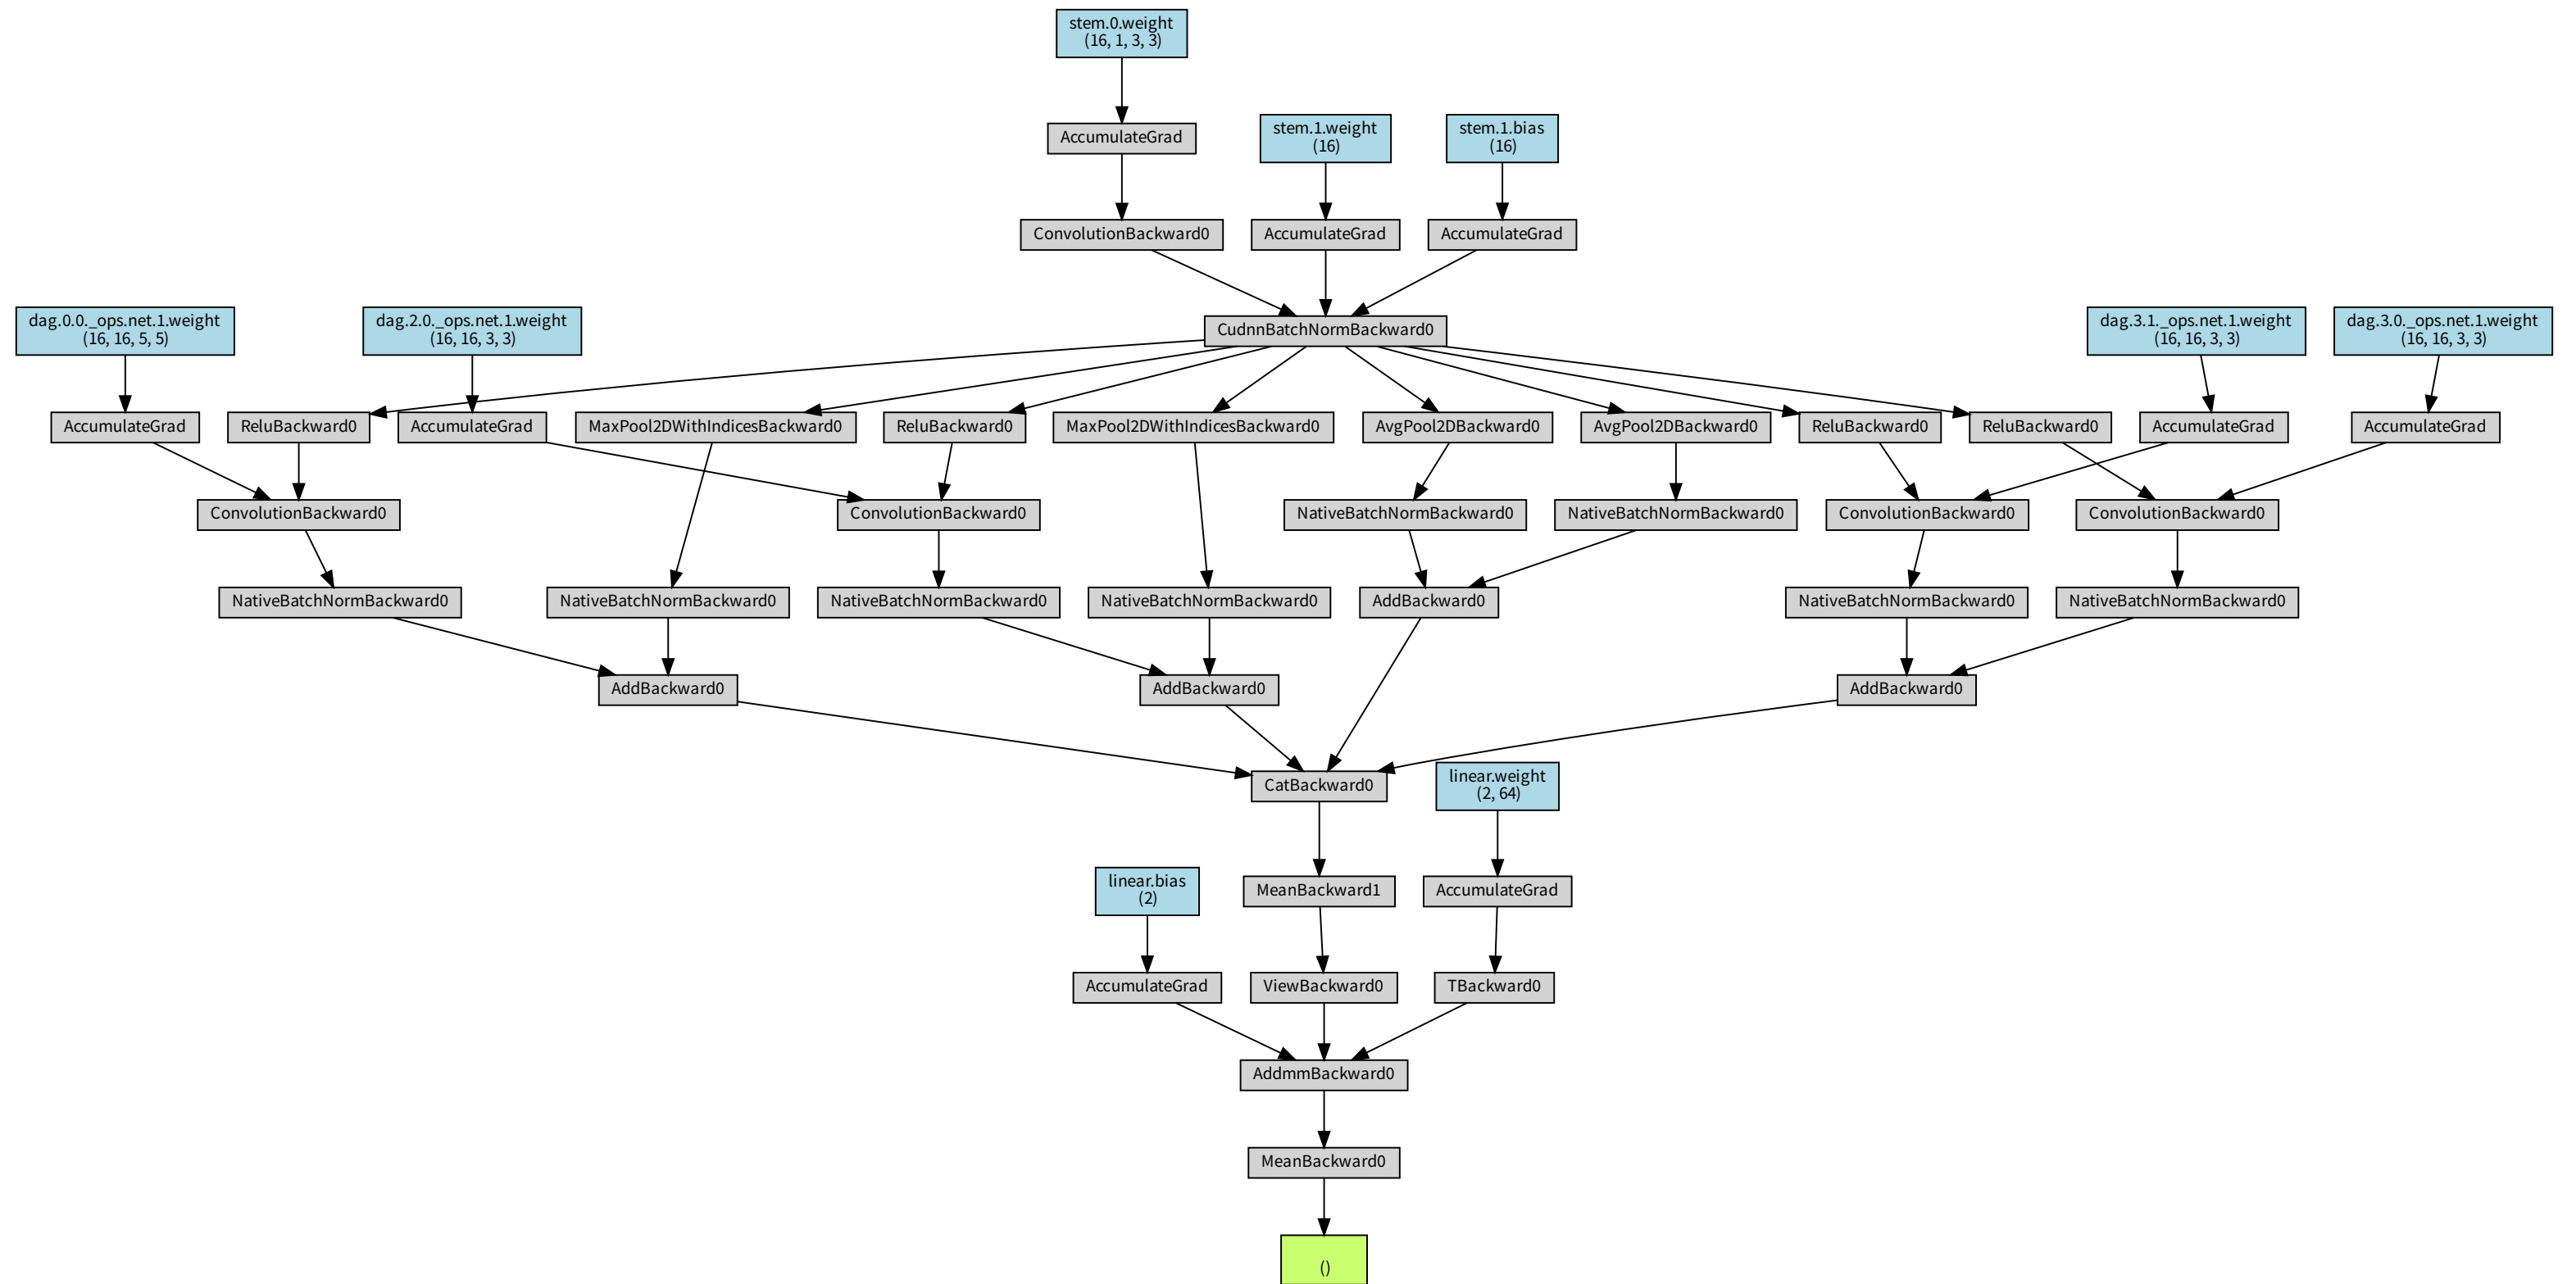 stem.0.weight
(16, 1, 3, 3)
AccumulateGrad
stem.1.weight
(16)
stem.1.bias
(16)
ConvolutionBackward0
AccumulateGrad
AccumulateGrad
dag.0.0._ops.net.1.weight
(16, 16, 5, 5)
dag.2.0._ops.net.1.weight
(16, 16, 3, 3)
CudnnBatchNormBackward0
dag.3.1._ops.net.1.weight
(16, 16, 3, 3)
dag.3.0._ops.net.1.weight
(16, 16, 3, 3)
AccumulateGrad
ReluBackward0
AccumulateGrad
MaxPool2DWithIndicesBackward0
ReluBackward0
MaxPool2DWithIndicesBackward0
AvgPool2DBackward0
AvgPool2DBackward0
ReluBackward0
ReluBackward0
AccumulateGrad
AccumulateGrad
ConvolutionBackward0
ConvolutionBackward0
NativeBatchNormBackward0
NativeBatchNormBackward0
ConvolutionBackward0
ConvolutionBackward0
NativeBatchNormBackward0
NativeBatchNormBackward0
NativeBatchNormBackward0
NativeBatchNormBackward0
AddBackward0
NativeBatchNormBackward0
NativeBatchNormBackward0
AddBackward0
AddBackward0
AddBackward0
CatBackward0
linear.weight
(2, 64)
linear.bias
(2)
MeanBackward1
AccumulateGrad
AccumulateGrad
ViewBackward0
TBackward0
AddmmBackward0
MeanBackward0
()